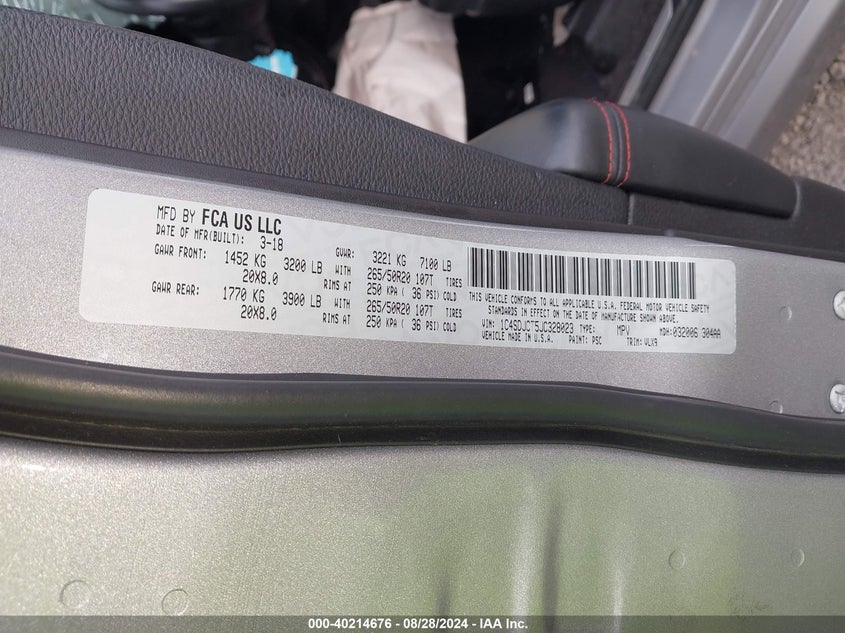 MFD BY FCA US LLC
DATE OF MFR(BUILT): 3-18 GVWR: 3221 KG 7100 LB
GAWR FRONT: 1452 KG 3200 LB WITH 265/50R20 107T TIRES
20X8.0 RIMS AT 250 KPA ( 36 PSI) COLD
GAWR REAR: 1770 KG 3900 LB WITH 265/50R20 107T TIRES
20X8.0 RIMS AT 250 KPA ( 36 PSI) COLD
THIS VEHICLE CONFORMS TO ALL APPLICABLE U.S.A. FEDERAL MOTOR VEHICLE SAFETY
STANDARDS IN EFFECT ON THE DATE OF MANUFACTURE SHOWN ABOVE.
VIN: 1C4SDJCT5JC328023 TYPE: MPV MDH: 032006 304AA
VEHICLE MADE IN U.S.A. PAINT: PSC TRIM: VLX9
000-40214676 - 08/28/2024 - IAA Inc.